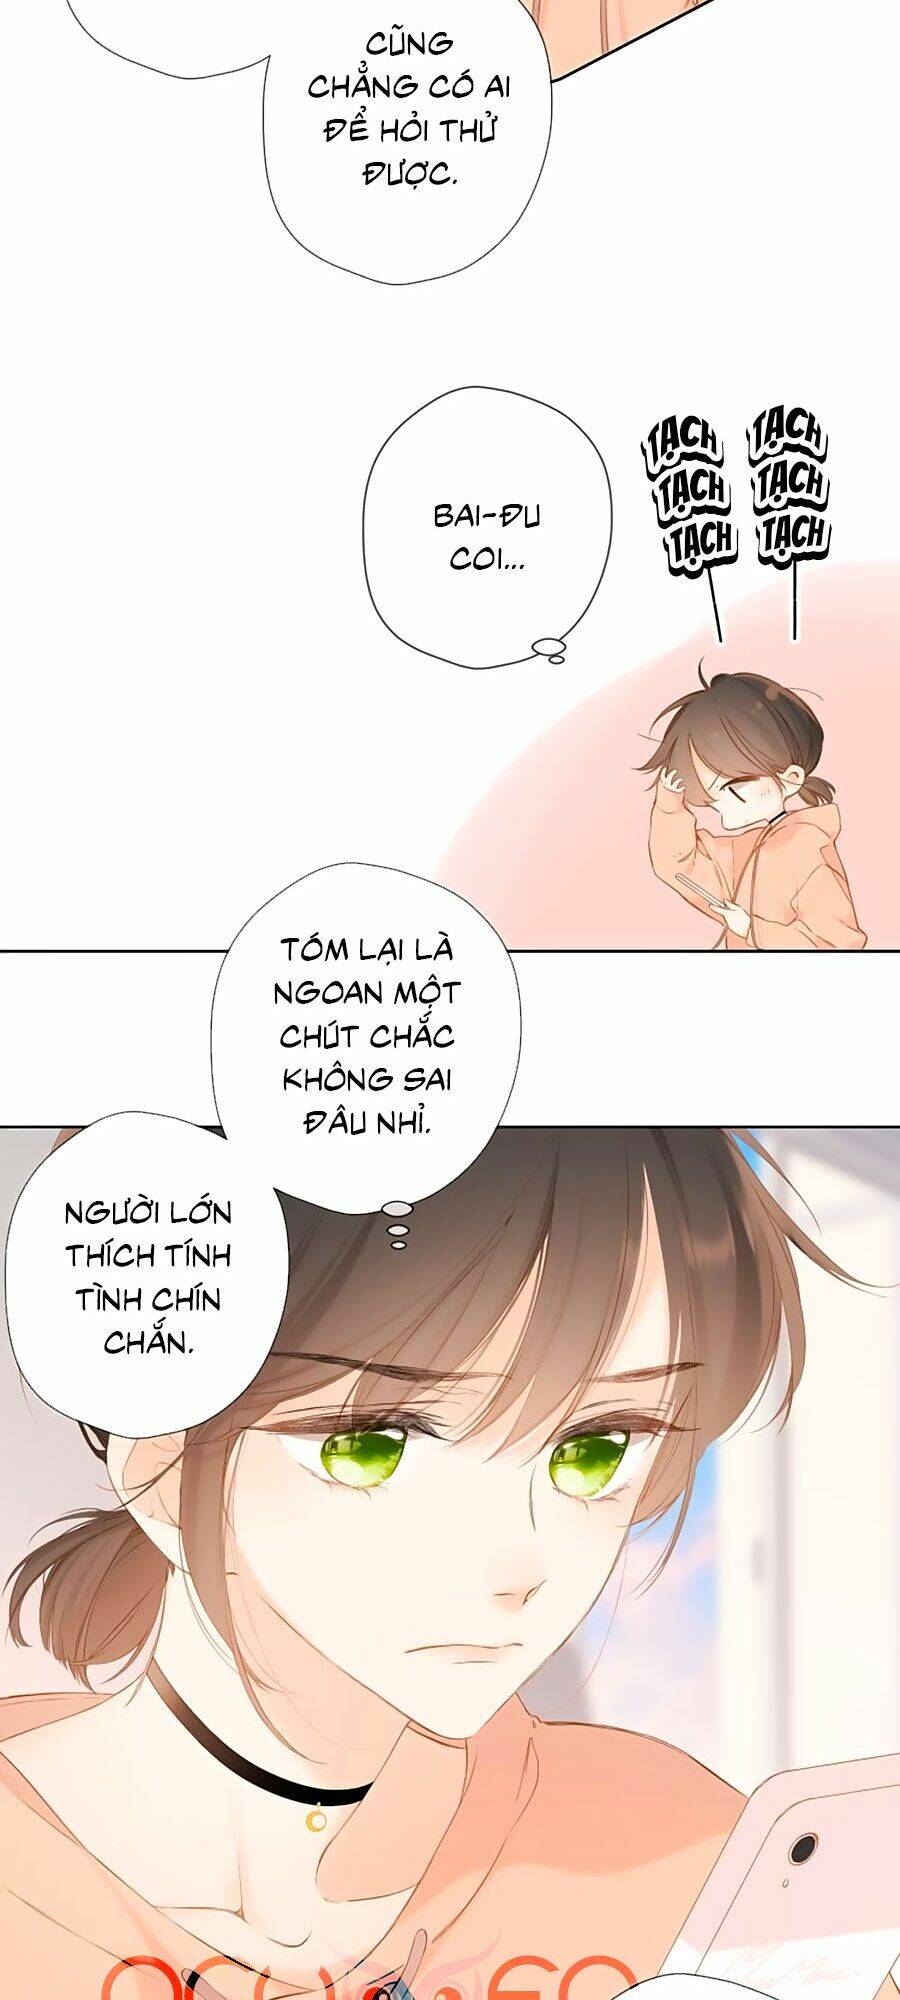 CŨNG
CHẲNG CÓ AI
ĐỂ HỎI THỬ
ĐƯỢC.
TẠCH
TẠCH
TẠCH
TẠCH
TẠCH
TẠCH
BAI-ĐU
COI...
TÓM LẠI LÀ
NGOAN MỘT
CHÚT CHẮC
KHÔNG SAI
ĐÂU NHỈ.
NGƯỜI LỚN
THÍCH TÍNH
TÌNH CHÍN
CHẮN.